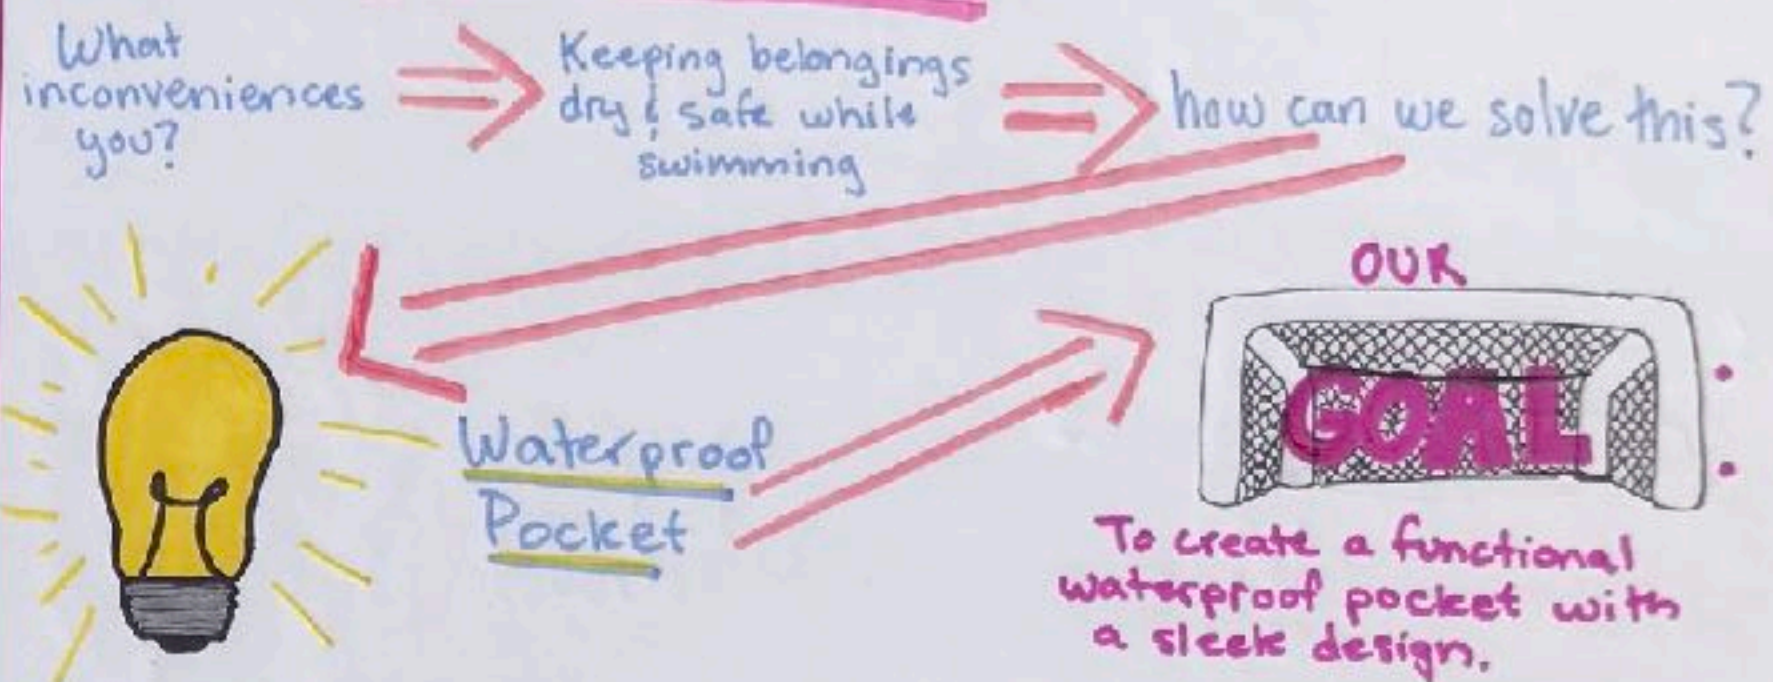 What
inconveniences
you?
Keeping belongings
dry & safe while
swimming
how can we solve this?
Waterproof
Pocket
OUR
GOAL:
To create a functional
waterproof pocket with
a sleek design.